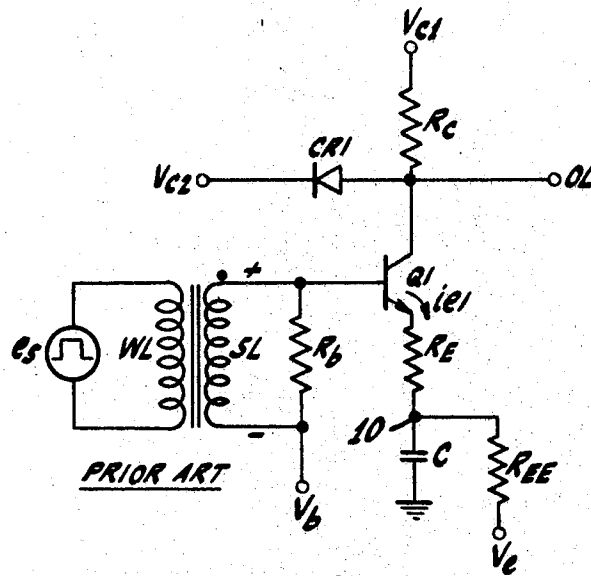 Vc1
Rc
CR1
Vc2
OL
Q1
ie1
+
es
WL
SL
Rb
RE
-
10
C
REE
PRIOR ART
Vb
Ve